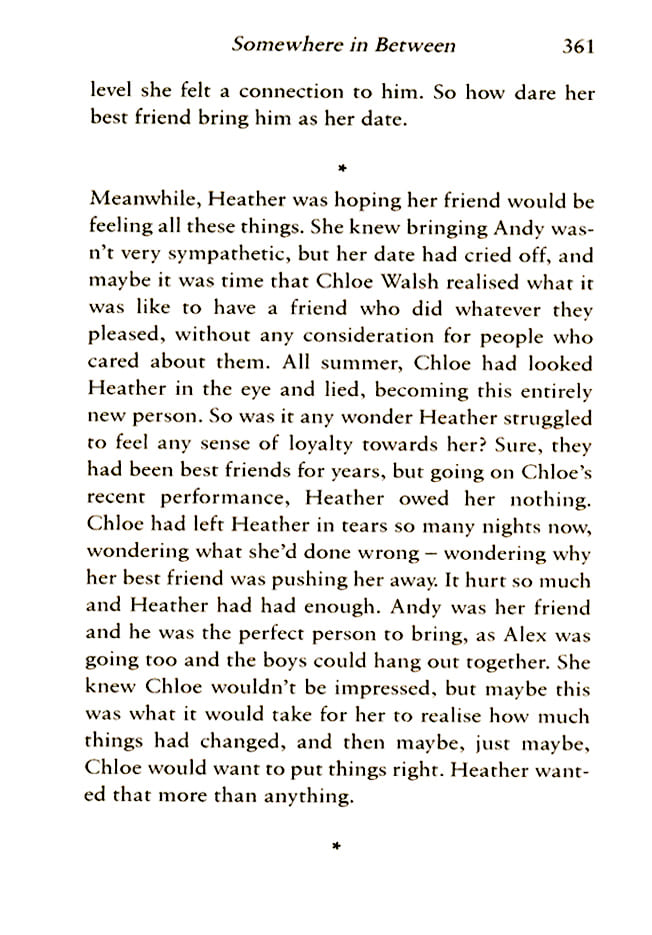 Somewhere in Between 361
level she felt a connection to him. So how dare her
best friend bring him as her date.
*
Meanwhile, Heather was hoping her friend would be
feeling all these things. She knew bringing Andy was-
n't very sympathetic, but her date had cried off, and
maybe it was time that Chloe Walsh realised what it
was like to have a friend who did whatever they
pleased, without any consideration for people who
cared about them. All summer, Chloe had looked
Heather in the eye and lied, becoming this entirely
new person. So was it any wonder Heather struggled
to feel any sense of loyalty towards her? Sure, they
had been best friends for years, but going on Chloe's
recent performance, Heather owed her nothing.
Chloe had left Heather in tears so many nights now,
wondering what she'd done wrong – wondering why
her best friend was pushing her away. It hurt so much
and Heather had had enough. Andy was her friend
and he was the perfect person to bring, as Alex was
going too and the boys could hang out together. She
knew Chloe wouldn't be impressed, but maybe this
was what it would take for her to realise how much
things had changed, and then maybe, just maybe,
Chloe would want to put things right. Heather want-
ed that more than anything.
*